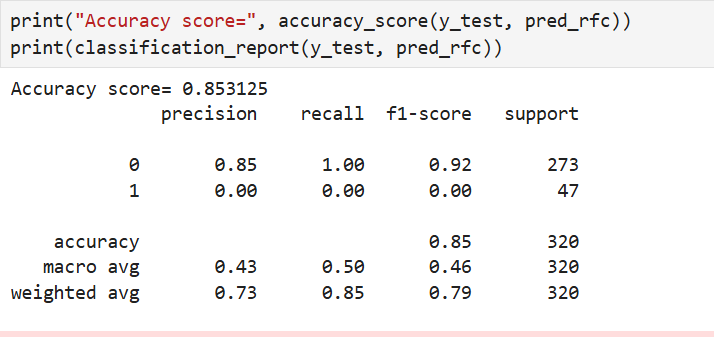 print("Accuracy score=", accuracy_score(y_test, pred_rfc))
print(classification_report(y_test, pred_rfc))
Accuracy score= 0.853125
precision recall f1-score support
0 0.85 1.00 0.92 273
1 0.00 0.00 0.00 47
accuracy 0.85 320
macro avg 0.43 0.50 0.46 320
weighted avg 0.73 0.85 0.79 320